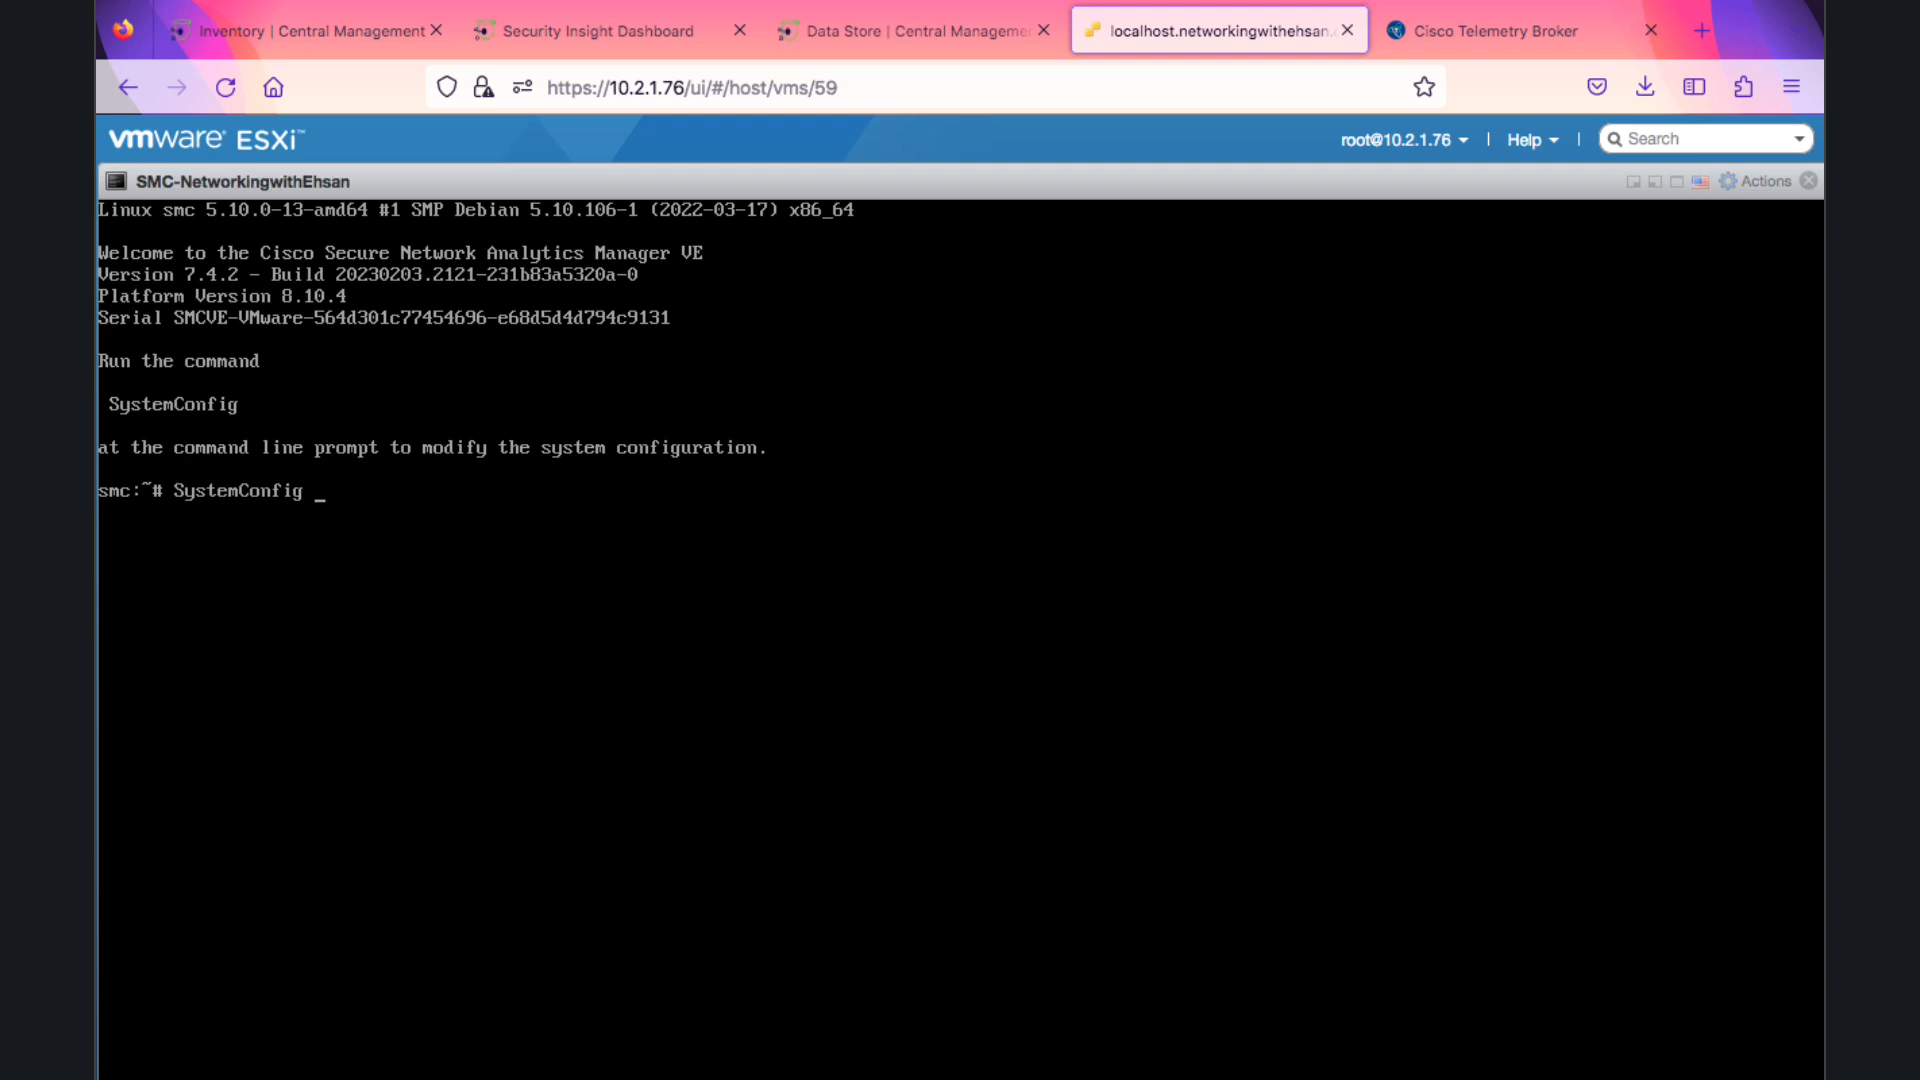 Inventory | Central Management
Security Insight Dashboard
Data Store | Central Manageme
localhost.networkingwithehsan.
Cisco Telemetry Broker
https://10.2.1.76/ui/#/host/vms/59
vmware® ESXi™
root@10.2.1.76
Help
Search
SMC-NetworkingwithEhsan
Actions
Linux smc 5.10.0-13-amd64 #1 SMP Debian 5.10.106-1 (2022-03-17) x86_64
Welcome to the Cisco Secure Network Analytics Manager VE
Version 7.4.2 - Build 20230203.2121-231b83a5320a-0
Platform Version 8.10.4
Serial SMCVE-VMware-564d301c77454696-e68d5d4d794c9131
Run the command
SystemConfig
at the command line prompt to modify the system configuration.
smc:~# SystemConfig _